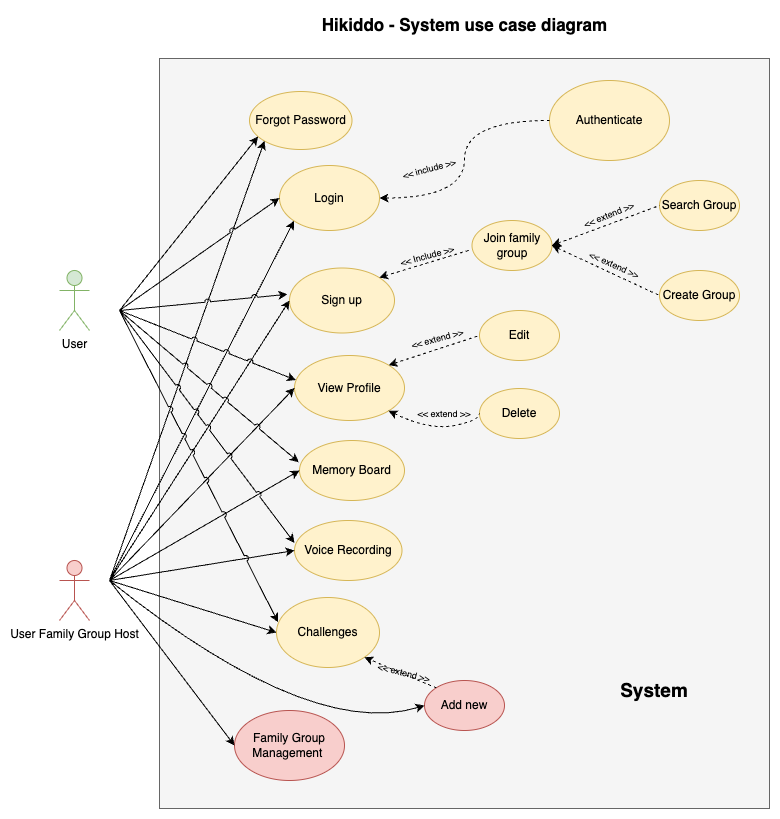 Hikiddo - System use case diagram
Forgot Password
Authenticate
<< include >>
Login
Search Group
<< extend >>
Join family
group
<< Include >>
<< extend >>
Create Group
Sign up
User
Edit
<< extend >>
View Profile
<< extend >>
Delete
Memory Board
Voice Recording
User Family Group Host
Challenges
<< extend >>
System
Add new
Family Group
Management